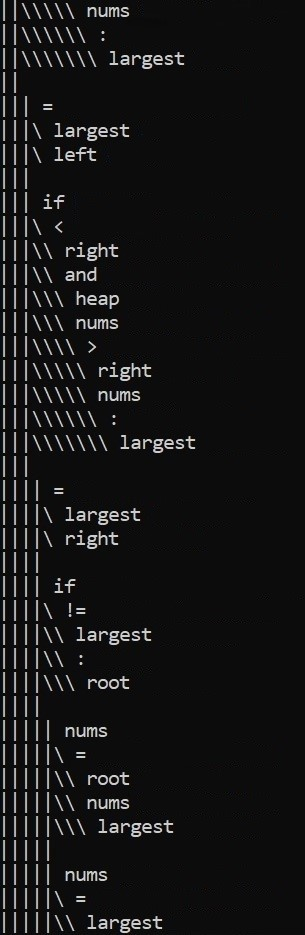 ||\\\\\ nums
||\\\\\\ :
||\\\\\\\ largest
||
||| =
|||\ largest
|||\ left
|||
||| if
|||\ <
|||\\ right
|||\\ and
|||\\\ heap
|||\\\ nums
|||\\\\ >
|||\\\\\ right
|||\\\\\ nums
|||\\\\\\ :
|||\\\\\\\ largest
|||
|||| =
||||\ largest
||||\ right
||||
|||| if
||||\ !=
||||\\ largest
||||\\ :
||||\\\ root
||||
||||| nums
|||||\ =
|||||\\ root
|||||\\ nums
|||||\\\ largest
|||||
||||| nums
|||||\ =
|||||\\ largest